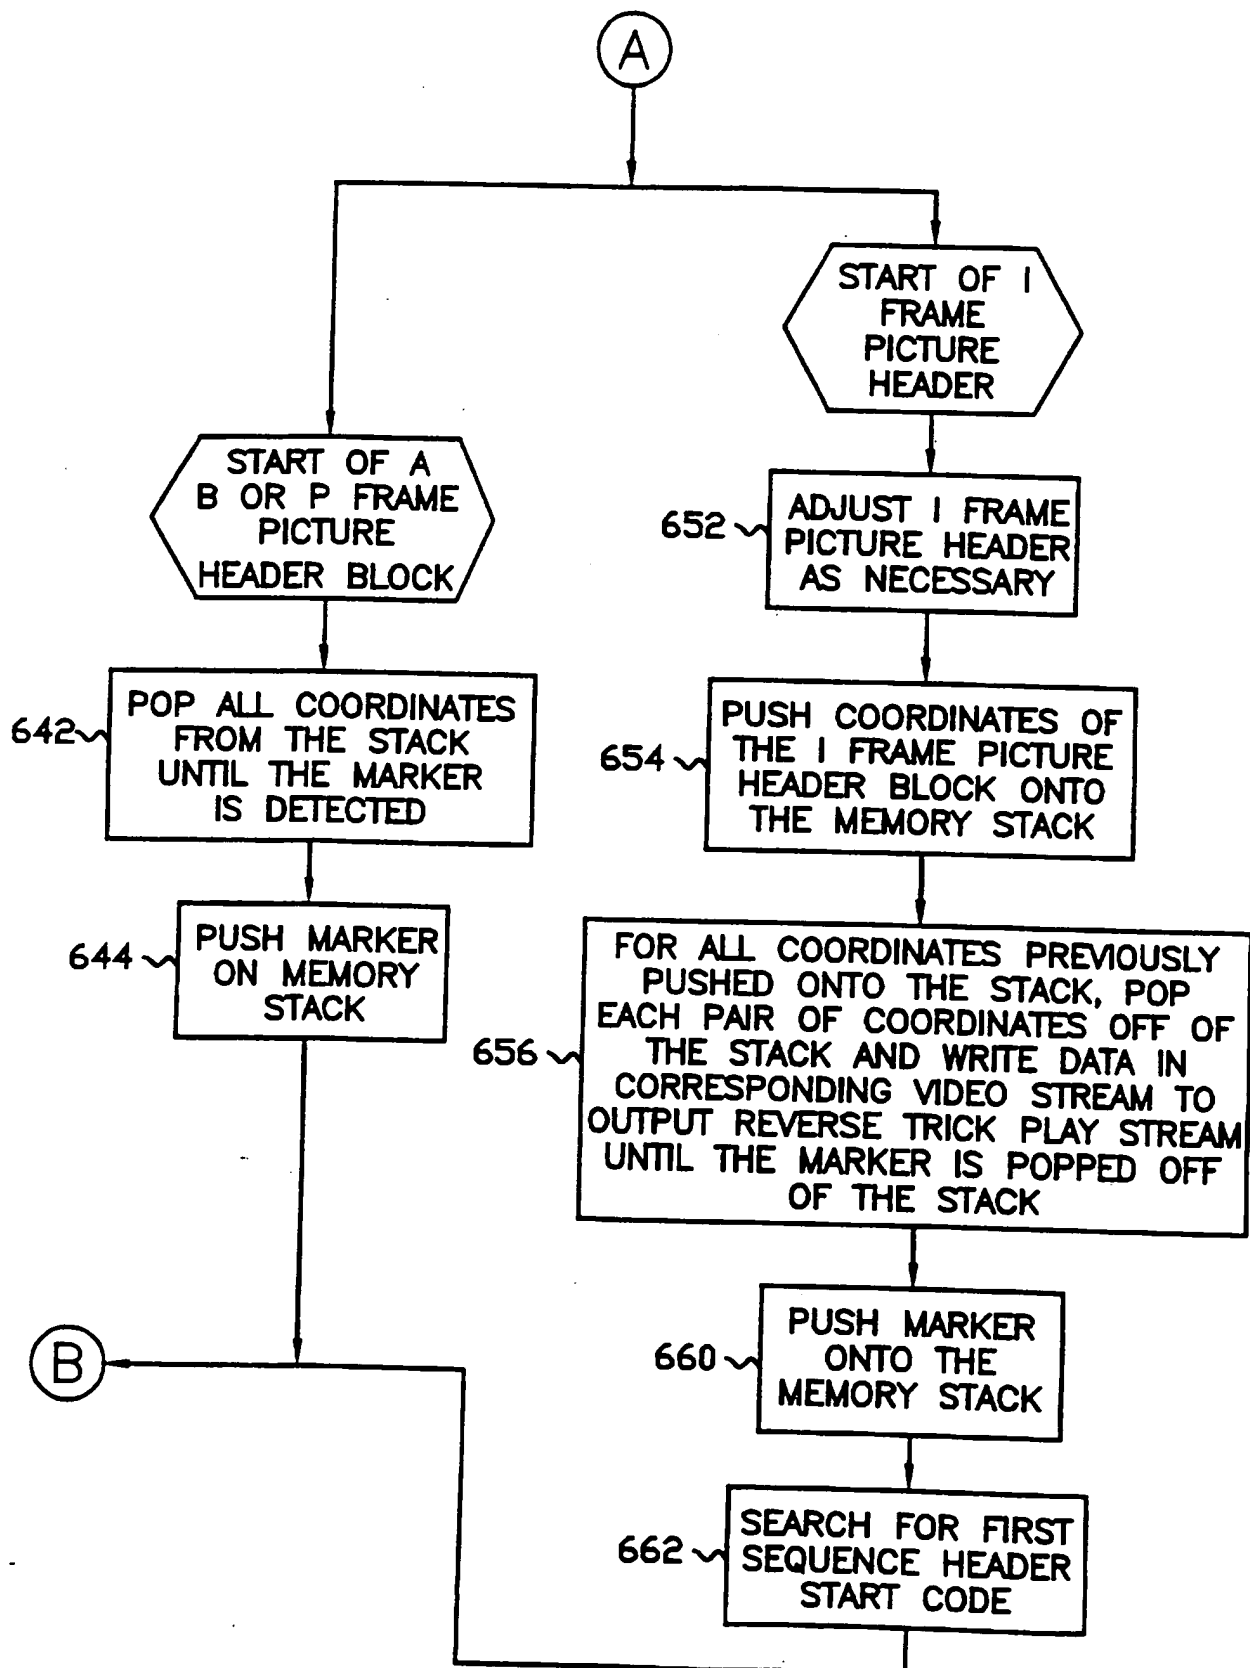 A
START OF I
FRAME
PICTURE
HEADER
START OF A
B OR P FRAME
PICTURE
HEADER BLOCK
652
ADJUST I FRAME
PICTURE HEADER
AS NECESSARY
642
POP ALL COORDINATES
FROM THE STACK
UNTIL THE MARKER
IS DETECTED
654
PUSH COORDINATES OF
THE I FRAME PICTURE
HEADER BLOCK ONTO
THE MEMORY STACK
644
PUSH MARKER
ON MEMORY
STACK
656
FOR ALL COORDINATES PREVIOUSLY
PUSHED ONTO THE STACK, POP
EACH PAIR OF COORDINATES OFF OF
THE STACK AND WRITE DATA IN
CORRESPONDING VIDEO STREAM TO
OUTPUT REVERSE TRICK PLAY STREAM
UNTIL THE MARKER IS POPPED OFF
OF THE STACK
B
660
PUSH MARKER
ONTO THE
MEMORY STACK
662
SEARCH FOR FIRST
SEQUENCE HEADER
START CODE